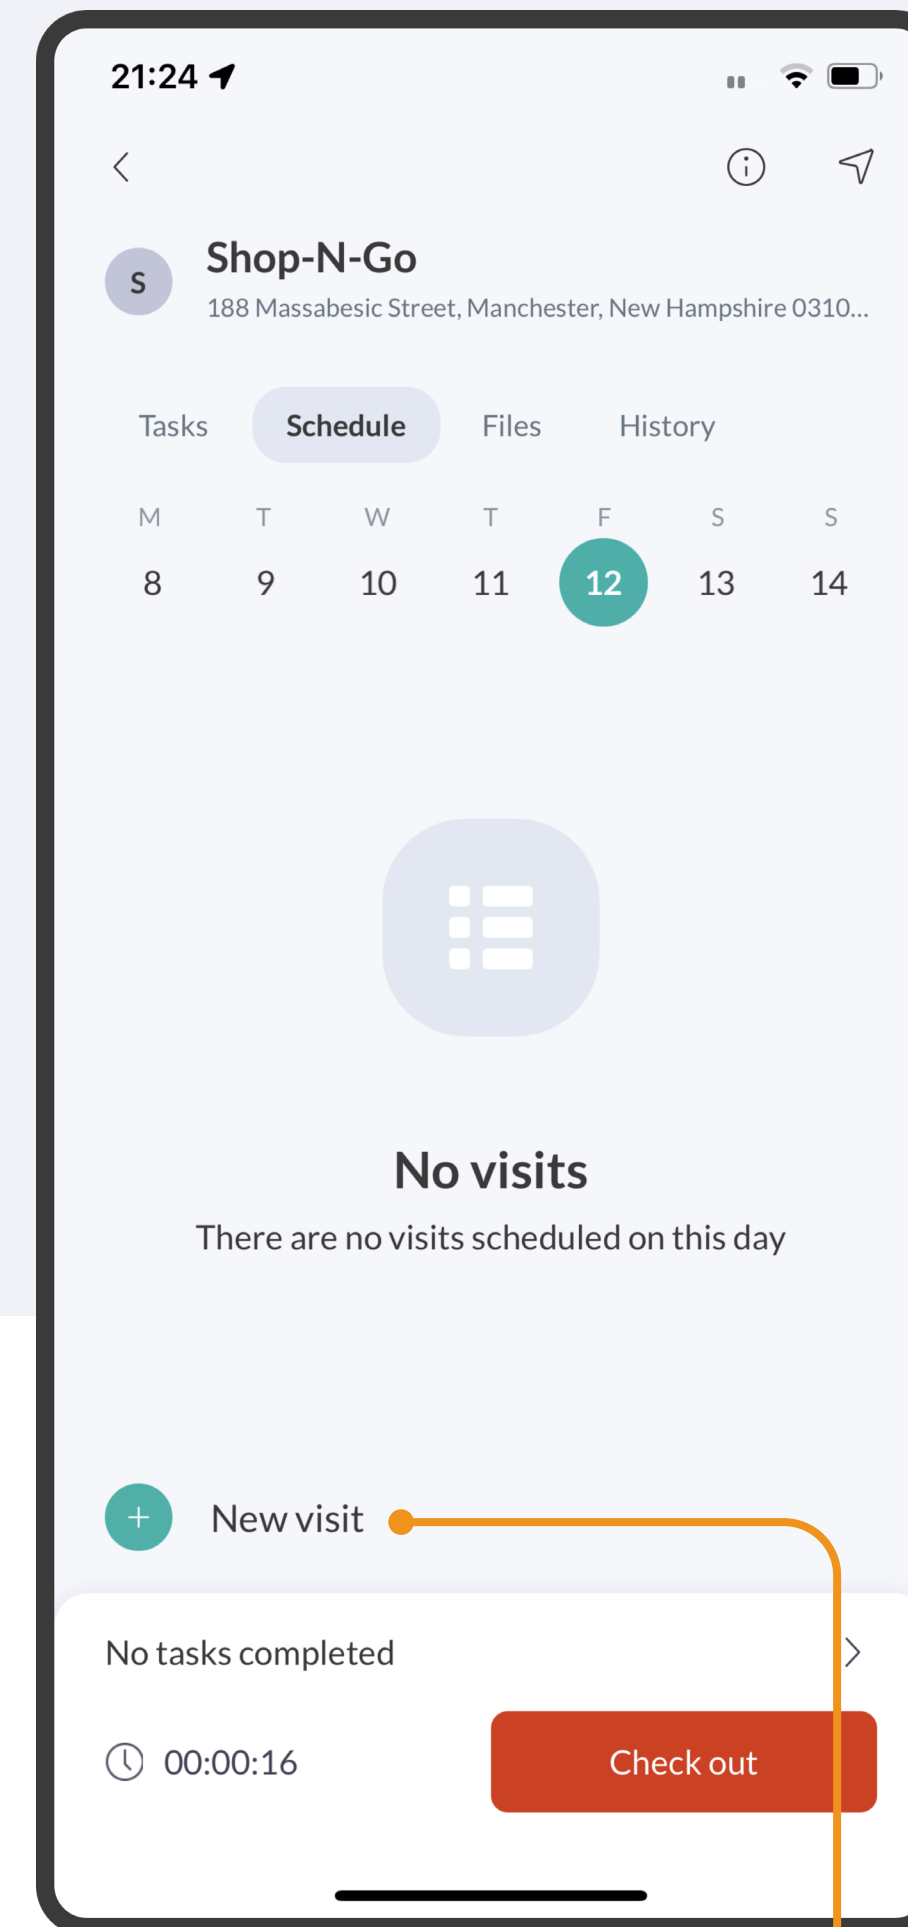 21:24
Shop-N-Go
S
188 Massabesic Street, Manchester, New Hampshire 0310...
Tasks Schedule Files History
M T W T F S S
8 9 10 11 12 13 14
No visits
There are no visits scheduled on this day
New visit
No tasks completed
00:00:16 Check out